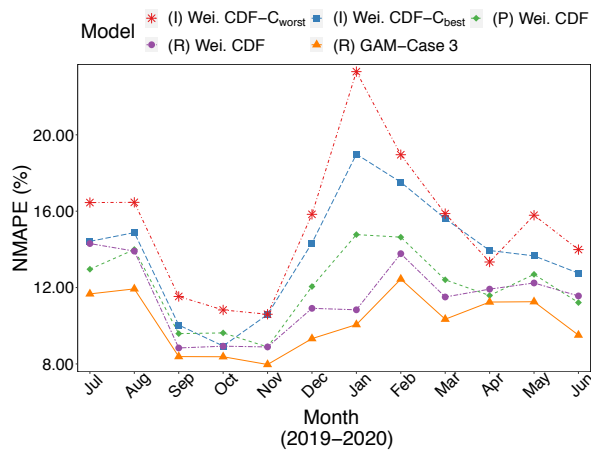 Model
(I) Wei. CDF−Cworst
(I) Wei. CDF−Cbest
(P) Wei. CDF
(R) Wei. CDF
(R) GAM−Case 3
NMAPE (%)
20.00
16.00
12.00
8.00
Jul Aug Sep Oct Nov Dec Jan Feb Mar Apr May Jun
Month
(2019−2020)